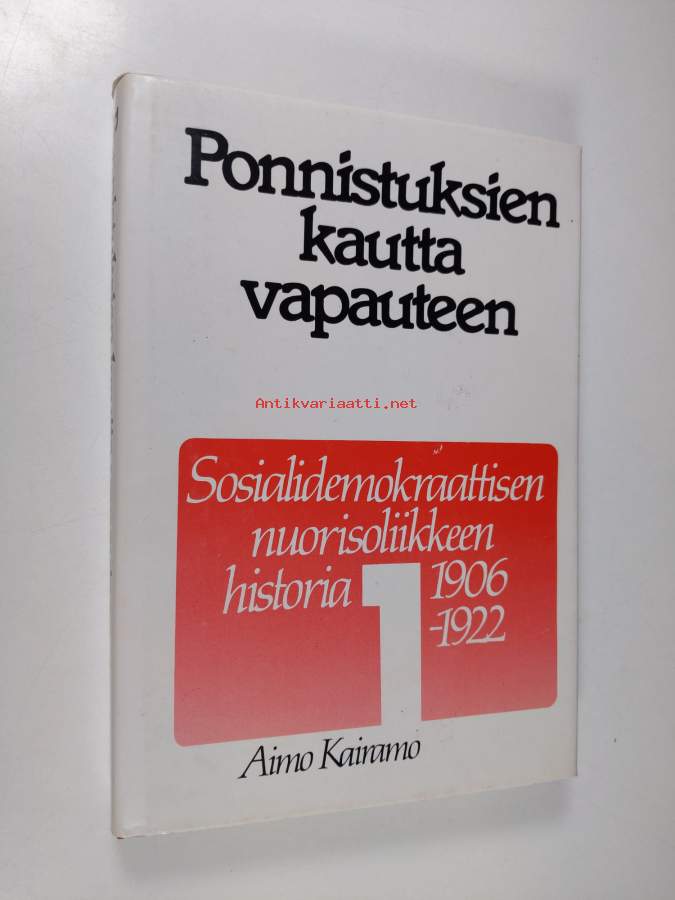 Ponnistuksien
kautta
vapauteen
Antikvariaatti.net
Sosialidemokraattisen
nuorisoliikkeen
historia 1 1906
-1922
Aimo Kairamo